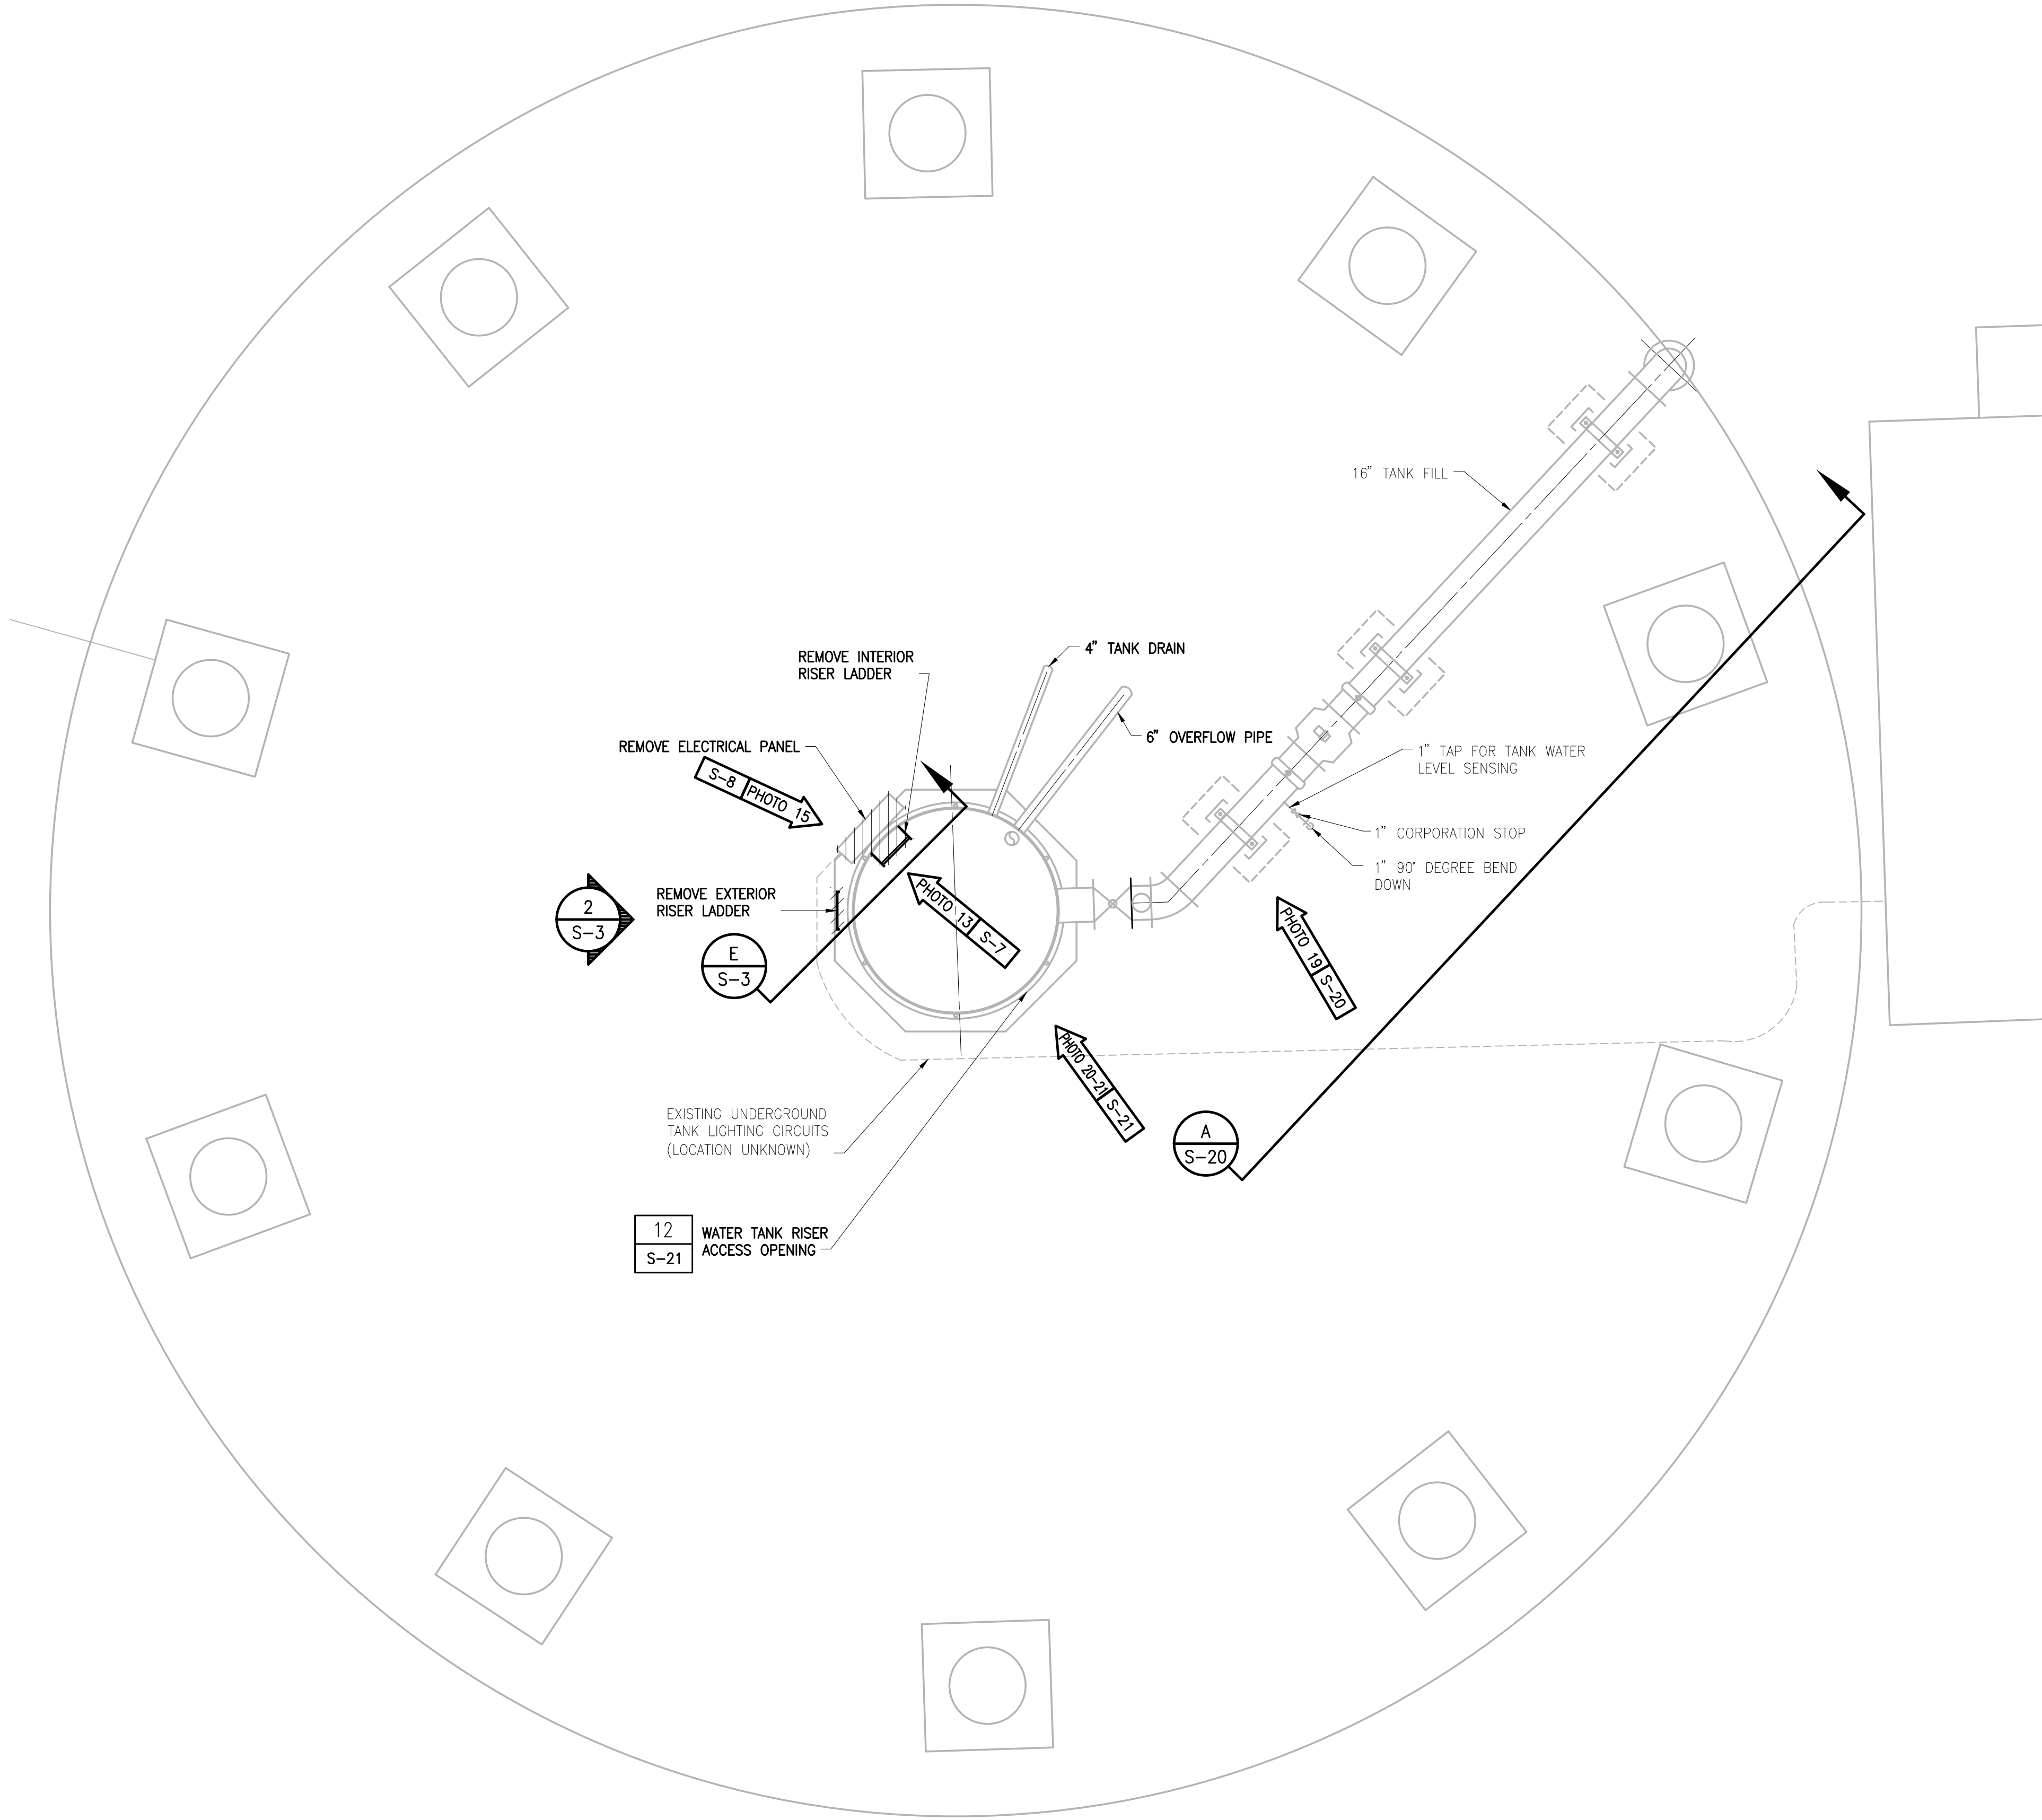 16" TANK FILL
4" TANK DRAIN
REMOVE INTERIOR
RISER LADDER
6" OVERFLOW PIPE
REMOVE ELECTRICAL PANEL
1" TAP FOR TANK WATER
LEVEL SENSING
S-8 PHOTO 15
1" CORPORATION STOP
1" 90° DEGREE BEND
DOWN
REMOVE EXTERIOR
RISER LADDER
2
S-3
PHOTO 13 S-7
PHOTO 19 S-20
E
S-3
PHOTO 20-21 S-21
EXISTING UNDERGROUND
TANK LIGHTING CIRCUITS
(LOCATION UNKNOWN)
A
S-20
12
S-21
WATER TANK RISER
ACCESS OPENING